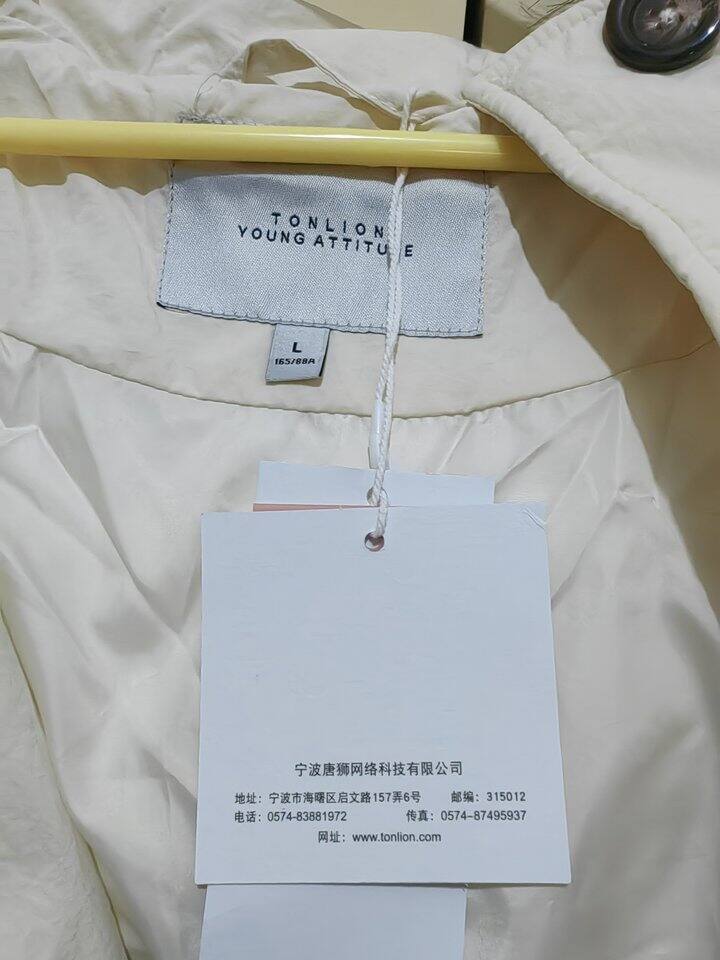 TONLION
YOUNG ATTITUDE
L
165/88A
宁波唐狮网络科技有限公司
地址：宁波市海曙区启文路157弄6号 邮编：315012
电话：0574-83881972 传真：0574-87495937
网址：www.tonlion.com